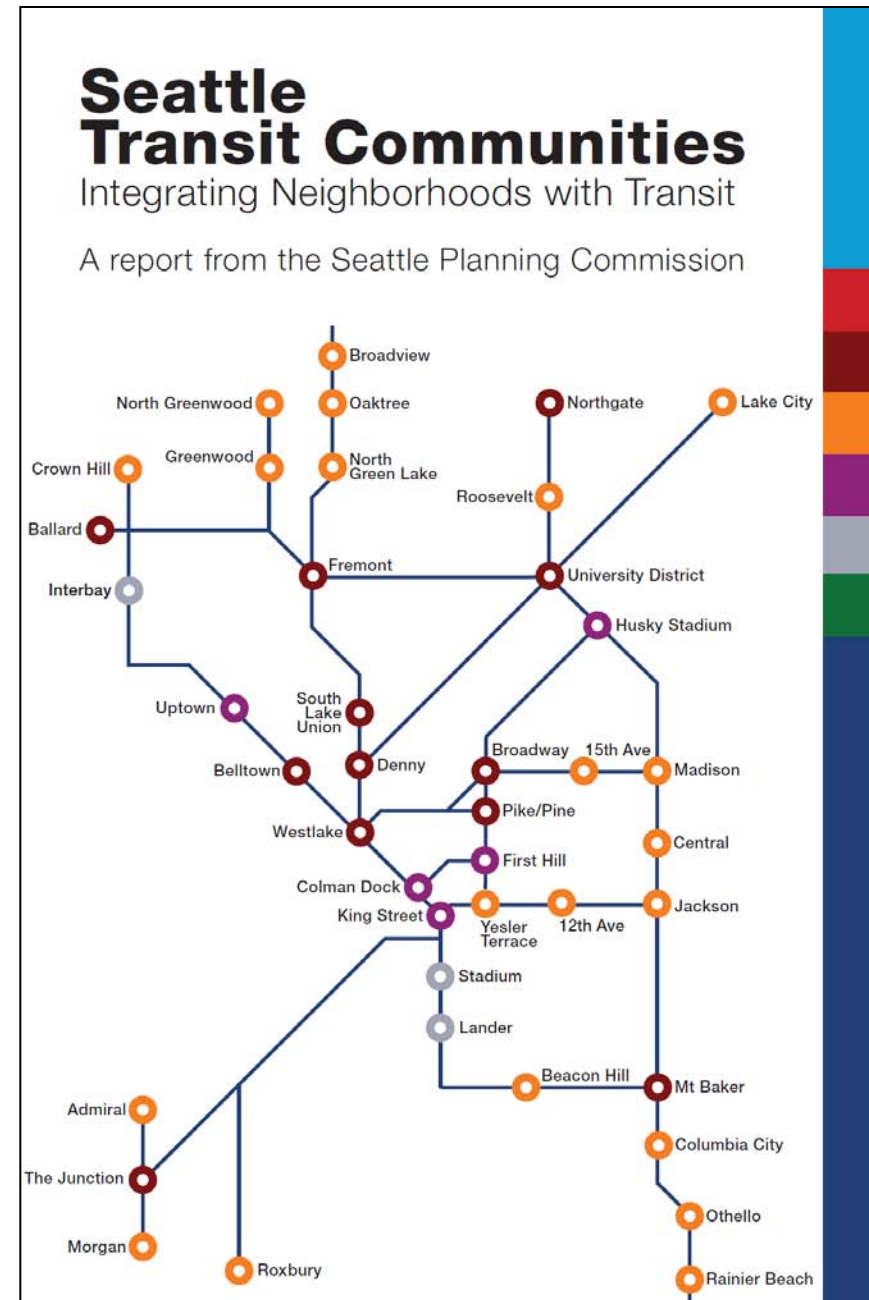 Seattle
Transit Communities
Integrating Neighborhoods with Transit
A report from the Seattle Planning Commission
Broadview
North Greenwood
Oaktree
Northgate
Lake City
Crown Hill
Greenwood
North
Green Lake
Roosevelt
Ballard
Fremont
University District
Interbay
Husky Stadium
Uptown
South
Lake
Union
Belltown
Denny
Broadway
15th Ave
Madison
Westlake
Pike/Pine
Central
Colman Dock
First Hill
King Street
Yesler
Terrace
12th Ave
Jackson
Stadium
Lander
Beacon Hill
Mt Baker
Admiral
Columbia City
The Junction
Othello
Morgan
Roxbury
Rainier Beach